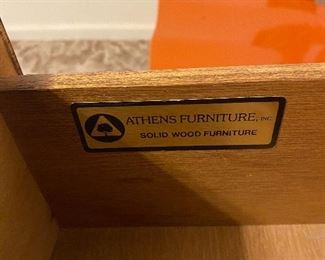 ATHENS FURNITURE, INC.
SOLID WOOD FURNITURE